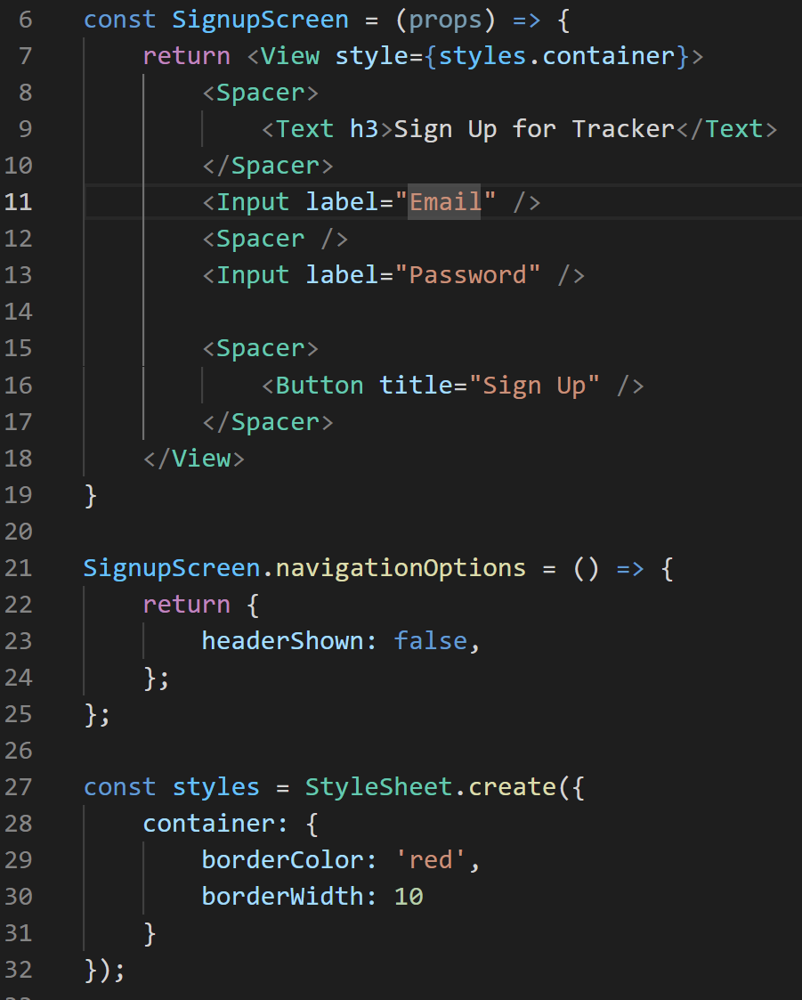 6 const SignupScreen = (props) => {
7 return <View style={styles.container}>
8 <Spacer>
9 <Text h3>Sign Up for Tracker</Text>
10 </Spacer>
11 <Input label="Email" />
12 <Spacer />
13 <Input label="Password" />
14
15 <Spacer>
16 <Button title="Sign Up" />
17 </Spacer>
18 </View>
19 }
20
21 SignupScreen.navigationOptions = () => {
22 return {
23 headerShown: false,
24 };
25 };
26
27 const styles = StyleSheet.create({
28 container: {
29 borderColor: 'red',
30 borderWidth: 10
31 }
32 });